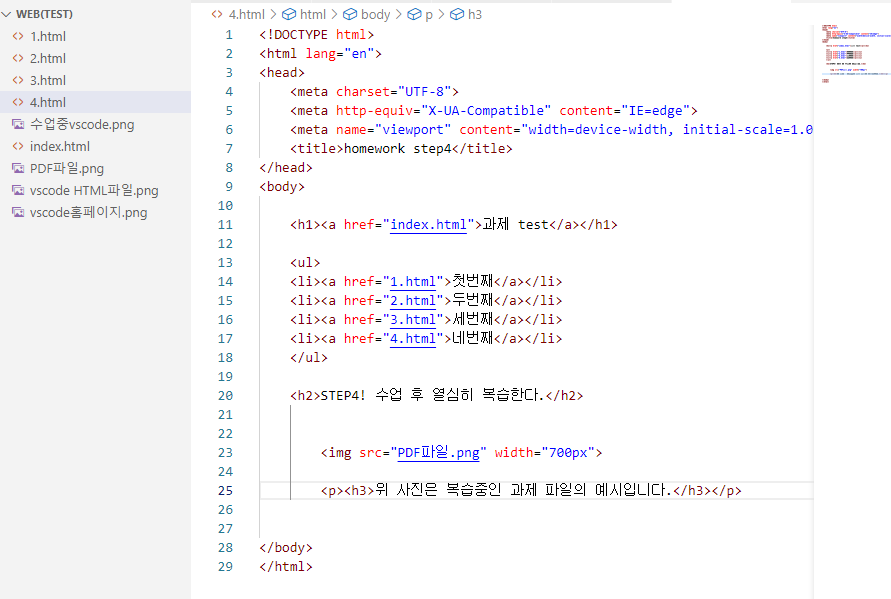 WEB(TEST)
1.html
2.html
3.html
4.html
수업중vscode.png
index.html
PDF파일.png
vscode HTML파일.png
vscode홈페이지.png
4.html > html > body > p > h3
1 <!DOCTYPE html>
2 <html lang="en">
3 <head>
4 <meta charset="UTF-8">
5 <meta http-equiv="X-UA-Compatible" content="IE=edge">
6 <meta name="viewport" content="width=device-width, initial-scale=1.0
7 <title>homework step4</title>
8 </head>
9 <body>
10
11 <h1><a href="index.html">과제 test</a></h1>
12
13 <ul>
14 <li><a href="1.html">첫번째</a></li>
15 <li><a href="2.html">두번째</a></li>
16 <li><a href="3.html">세번째</a></li>
17 <li><a href="4.html">네번째</a></li>
18 </ul>
19
20 <h2>STEP4! 수업 후 열심히 복습한다.</h2>
21
22
23 <img src="PDF파일.png" width="700px">
24
25 <p><h3>위 사진은 복습중인 과제 파일의 예시입니다.</h3></p>
26
27
28 </body>
29 </html>